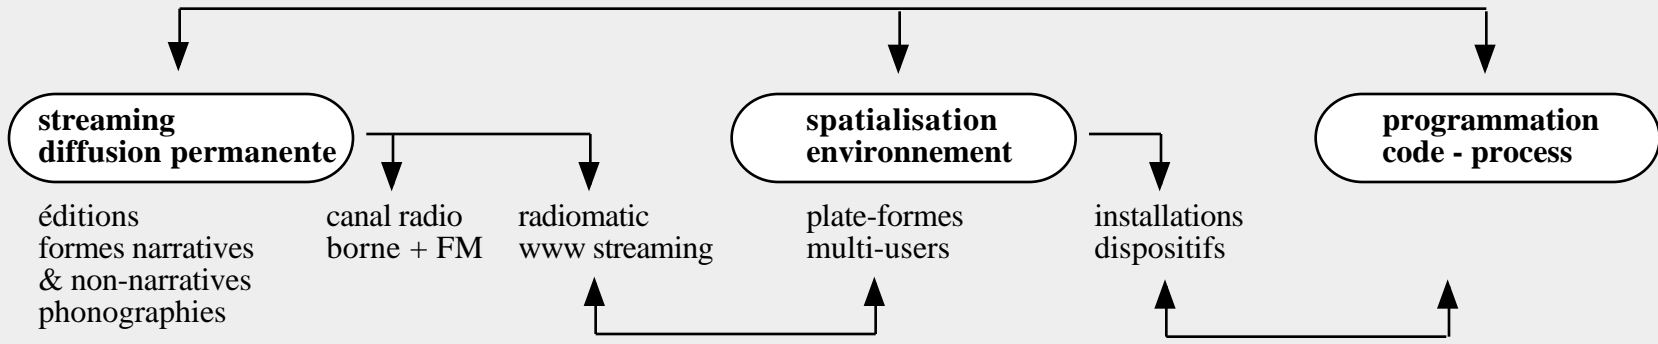 streaming
diffusion permanente
spatialisation
environnement
programmation
code - process
éditions
formes narratives
& non-narratives
phonographies
canal radio
borne + FM
radiomatic
www streaming
plate-formes
multi-users
installations
dispositifs